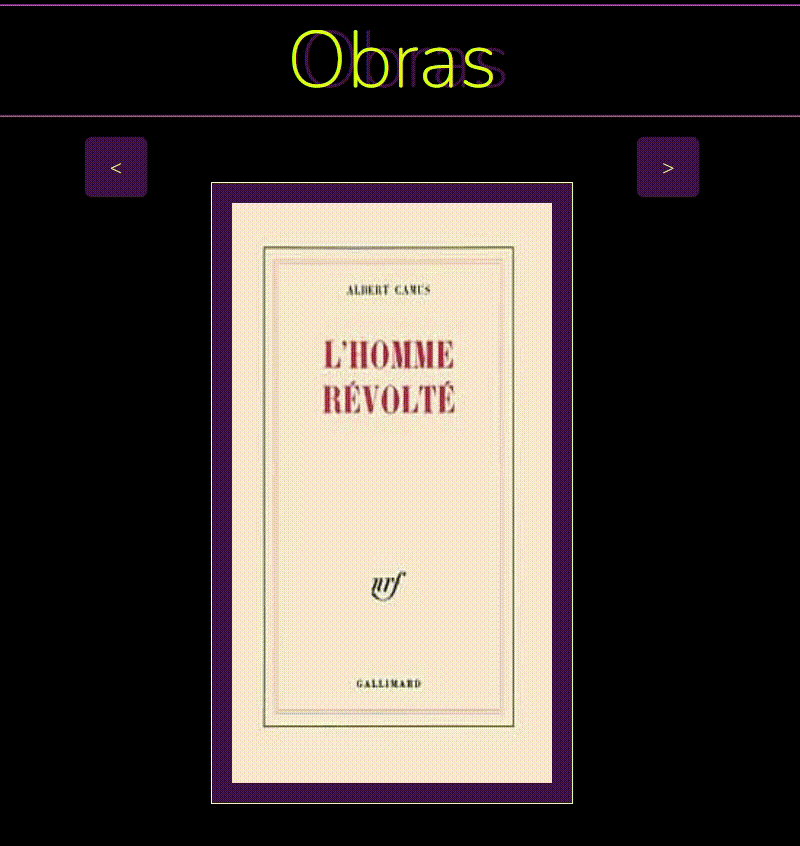 Obras
<
>
ALBERT CAMUS
L'HOMME
RÉVOLTÉ
nrf
GALLIMARD